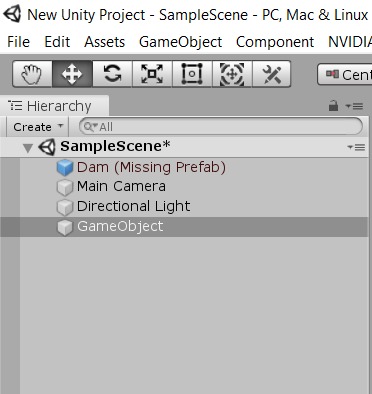 New Unity Project - SampleScene - PC, Mac & Linux
File Edit Assets GameObject Component NVIDIA
Cent
Hierarchy
Create All
SampleScene*
Dam (Missing Prefab)
Main Camera
Directional Light
GameObject